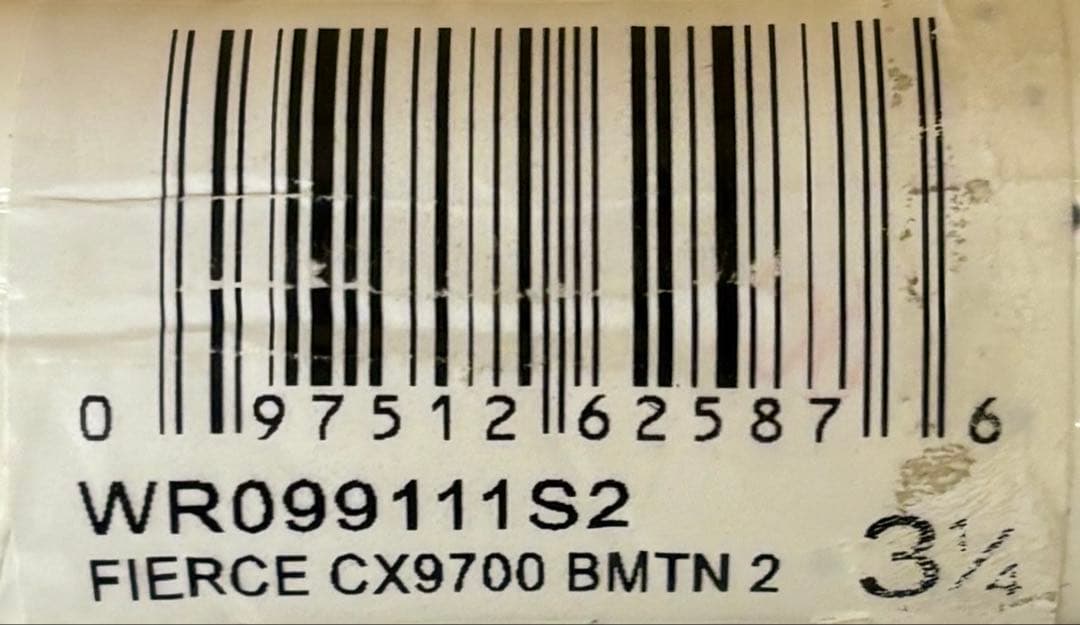 0 97512 62587 6
WR099111S2
FIERCE CX9700 BMTN 2 3¼